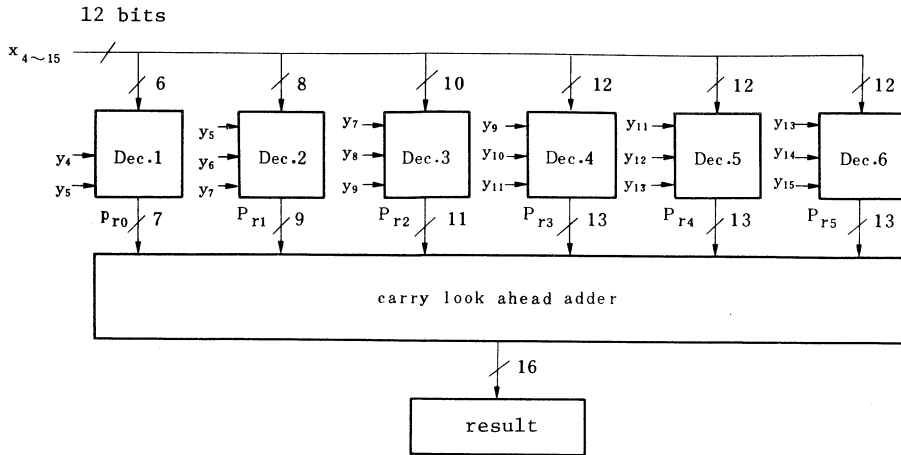 12 bits
x4~15
6 8 10 12 12 12
y4 y5 Dec.1
y5 y6 y7 Dec.2
y7 y8 y9 Dec.3
y9 y10 y11 Dec.4
y11 y12 y13 Dec.5
y13 y14 y15 Dec.6
Pr0 7 Pr1 9 Pr2 11 Pr3 13 Pr4 13 Pr5 13
carry look ahead adder
16
result